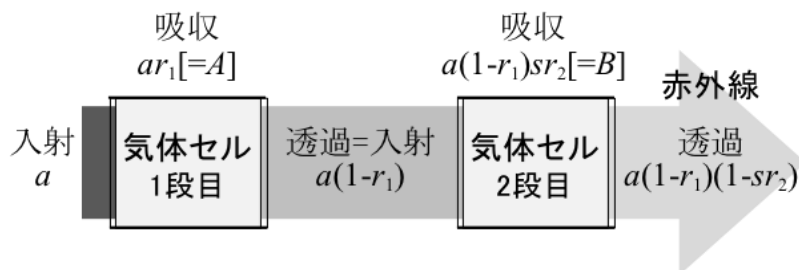 吸収
ar₁[=A]
吸収
a(1-r₁)sr₂[=B]
赤外線
入射
a
気体セル
1段目
透過=入射
a(1-r₁)
気体セル
2段目
透過
a(1-r₁)(1-sr₂)